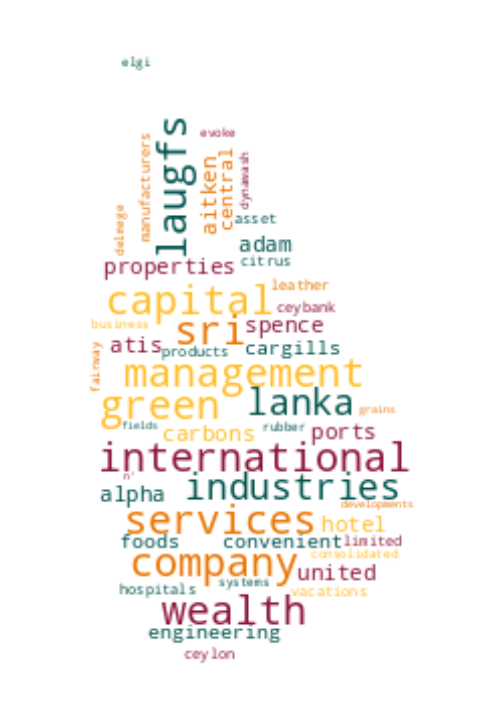 elgi
laugfs
evoke
manufacturers
aitken
central
dynawash
delmege
asset
adam
properties
citrus
leather
capital
ceybank
business
sri
spence
atis
products
cargills
fairway
management
green
lanka
grains
fields
carbons
rubber
ports
international
n'
alpha
industries
developments
services
hotel
foods
convenient
limited
consolidated
company
united
hospitals
systems
vacations
wealth
engineering
ceylon